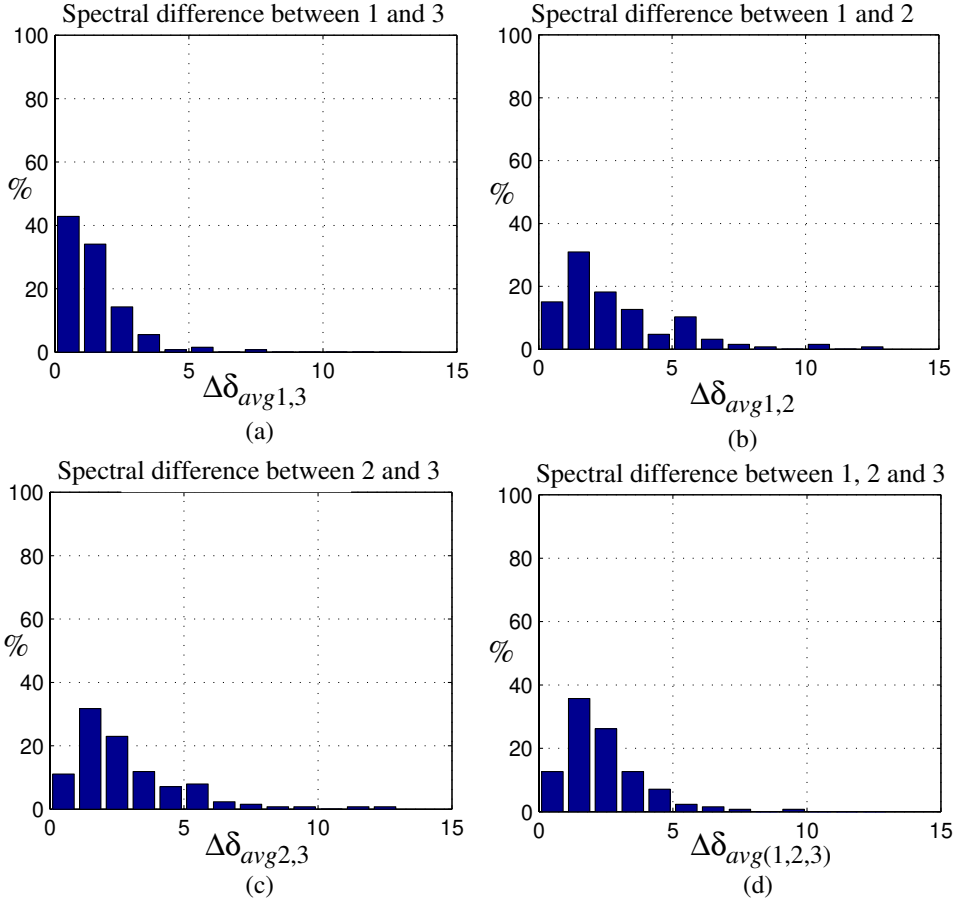 Spectral difference between 1 and 3
100
80
60
40
20
0
%
0 5 10 15
Δδavg1,3
(a)
Spectral difference between 1 and 2
100
80
60
40
20
0
%
0 5 10 15
Δδavg1,2
(b)
Spectral difference between 2 and 3
100
80
60
40
20
0
%
0 5 10 15
Δδavg2,3
(c)
Spectral difference between 1, 2 and 3
100
80
60
40
20
0
%
0 5 10 15
Δδavg(1,2,3)
(d)